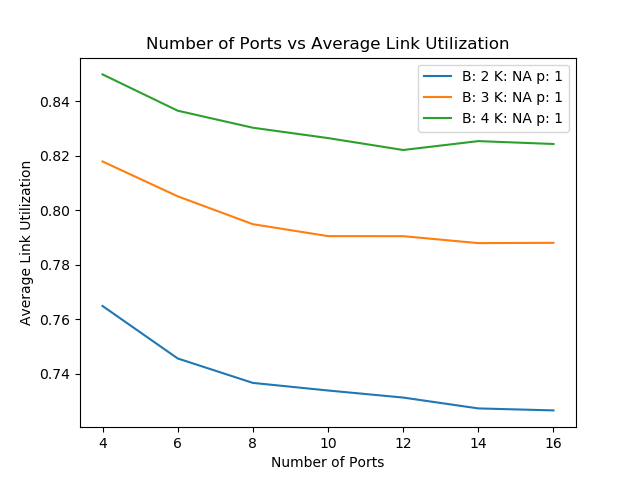 Number of Ports vs Average Link Utilization
B: 2 K: NA p: 1
B: 3 K: NA p: 1
B: 4 K: NA p: 1
Average Link Utilization
0.84
0.82
0.80
0.78
0.76
0.74
4 6 8 10 12 14 16
Number of Ports